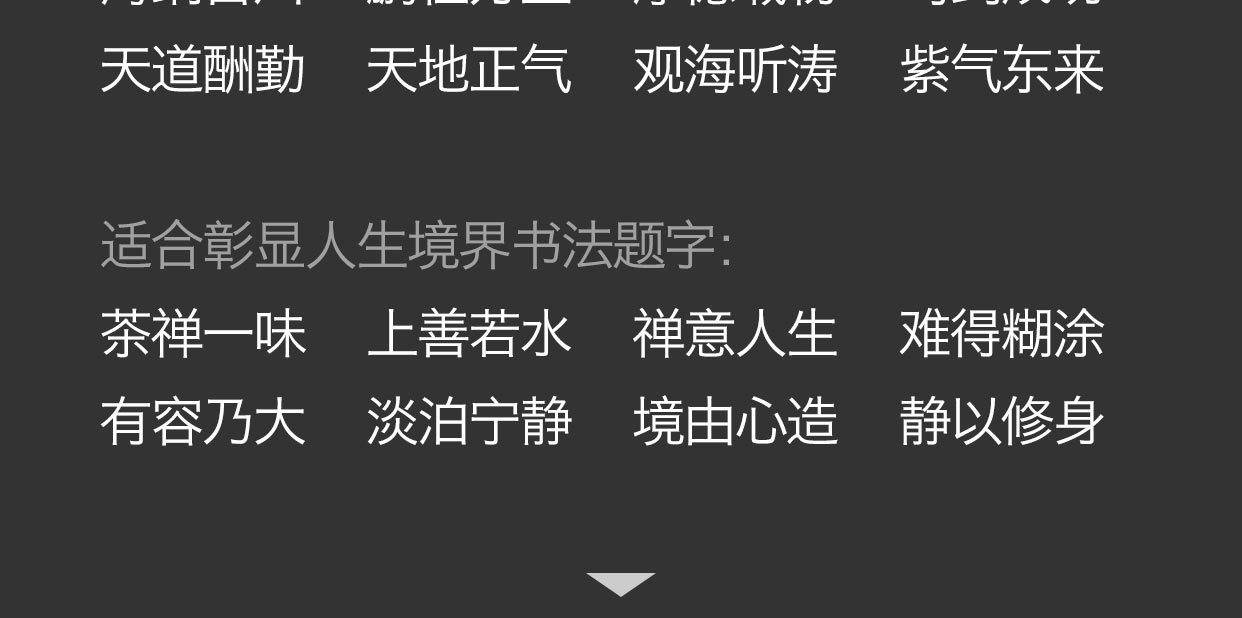 天道酬勤 天地正气 观海听涛 紫气东来
适合彰显人生境界书法题字:
茶禅一味 上善若水 禅意人生 难得糊涂
有容乃大 淡泊宁静 境由心造 静以修身